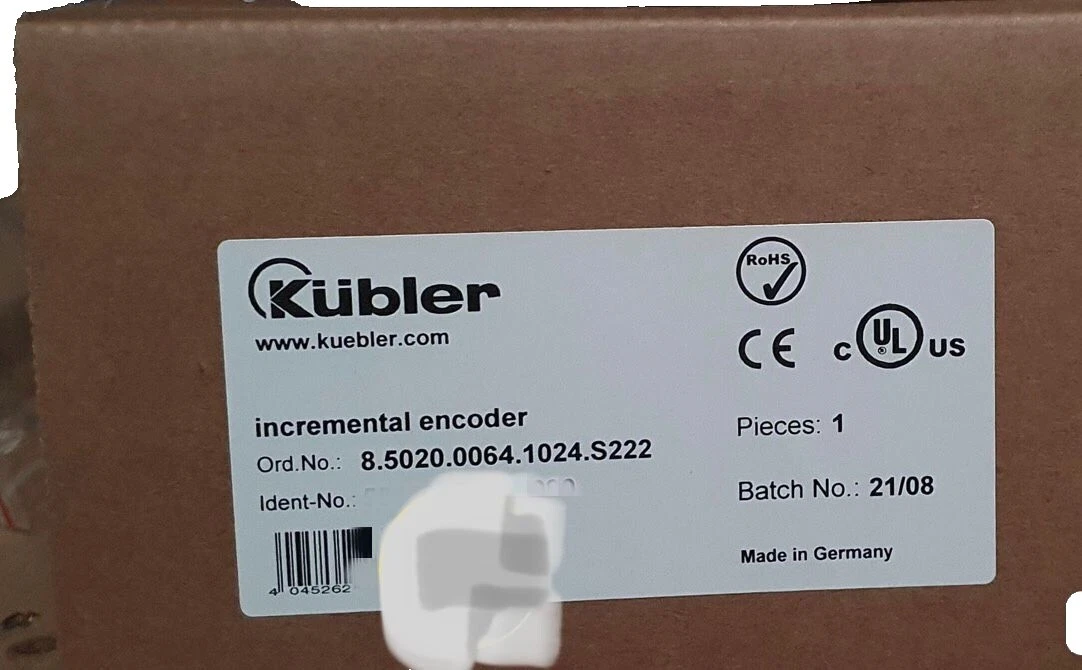 Kübler
www.kuebler.com
RoHS
CE
c UL US
incremental encoder
Ord.No.: 8.5020.0064.1024.S222
Ident-No.:
Pieces: 1
Batch No.: 21/08
Made in Germany
4 045262